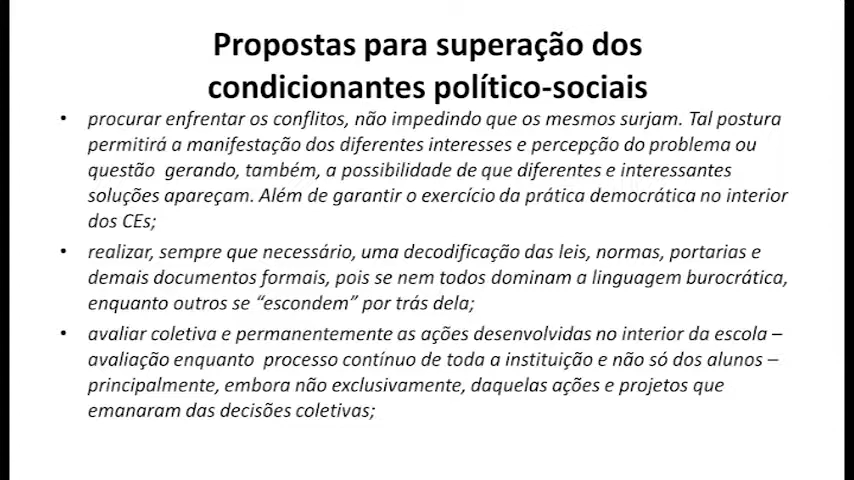 Propostas para superação dos
condicionantes político-sociais
• procurar enfrentar os conflitos, não impedindo que os mesmos surjam. Tal postura
permitirá a manifestação dos diferentes interesses e percepção do problema ou
questão gerando, também, a possibilidade de que diferentes e interessantes
soluções apareçam. Além de garantir o exercício da prática democrática no interior
dos CEs;
• realizar, sempre que necessário, uma decodificação das leis, normas, portarias e
demais documentos formais, pois se nem todos dominam a linguagem burocrática,
enquanto outros se “escondem” por trás dela;
• avaliar coletiva e permanentemente as ações desenvolvidas no interior da escola –
avaliação enquanto processo contínuo de toda a instituição e não só dos alunos –
principalmente, embora não exclusivamente, daquelas ações e projetos que
emanaram das decisões coletivas;